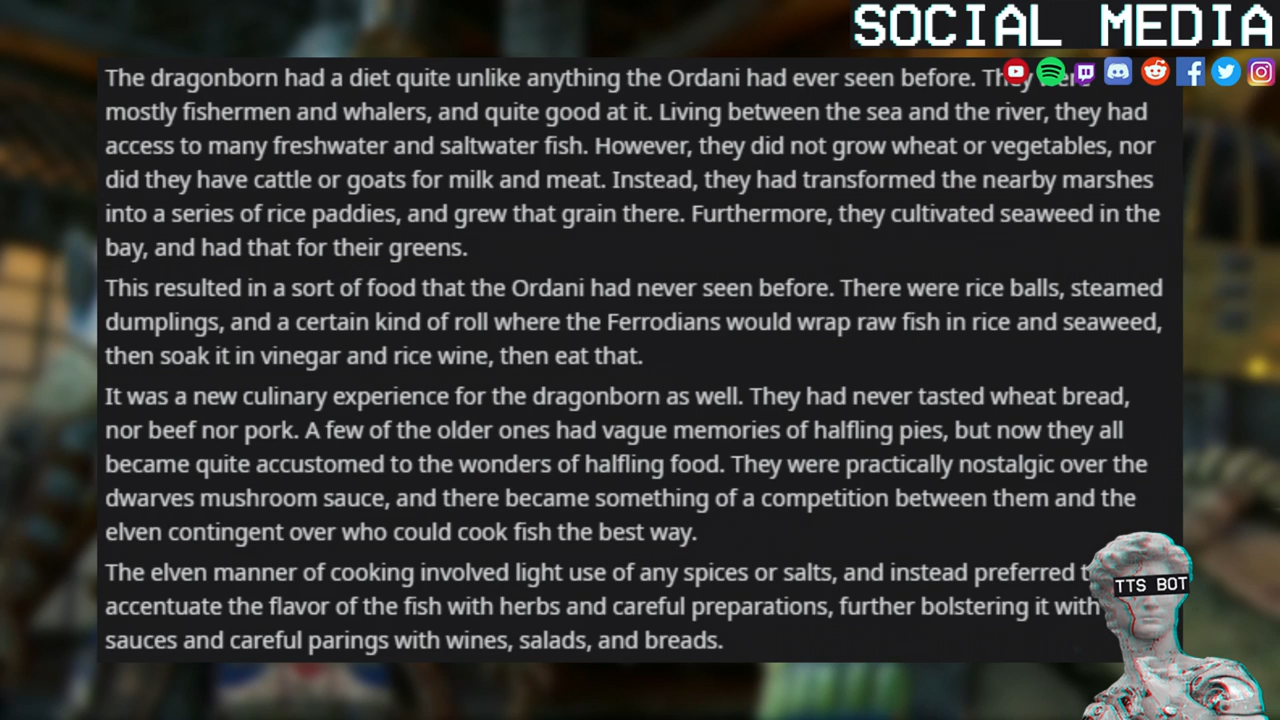 SOCIAL MEDIA
The dragonborn had a diet quite unlike anything the Ordani had ever seen before. They were
mostly fishermen and whalers, and quite good at it. Living between the sea and the river, they had
access to many freshwater and saltwater fish. However, they did not grow wheat or vegetables, nor
did they have cattle or goats for milk and meat. Instead, they had transformed the nearby marshes
into a series of rice paddies, and grew that grain there. Furthermore, they cultivated seaweed in the
bay, and had that for their greens.
This resulted in a sort of food that the Ordani had never seen before. There were rice balls, steamed
dumplings, and a certain kind of roll where the Ferrodians would wrap raw fish in rice and seaweed,
then soak it in vinegar and rice wine, then eat that.
It was a new culinary experience for the dragonborn as well. They had never tasted wheat bread,
nor beef nor pork. A few of the older ones had vague memories of halfling pies, but now they all
became quite accustomed to the wonders of halfling food. They were practically nostalgic over the
dwarves mushroom sauce, and there became something of a competition between them and the
elven contingent over who could cook fish the best way.
The elven manner of cooking involved light use of any spices or salts, and instead preferred
accentuate the flavor of the fish with herbs and careful preparations, further bolstering it with
sauces and careful parings with wines, salads, and breads.
TTS BOT